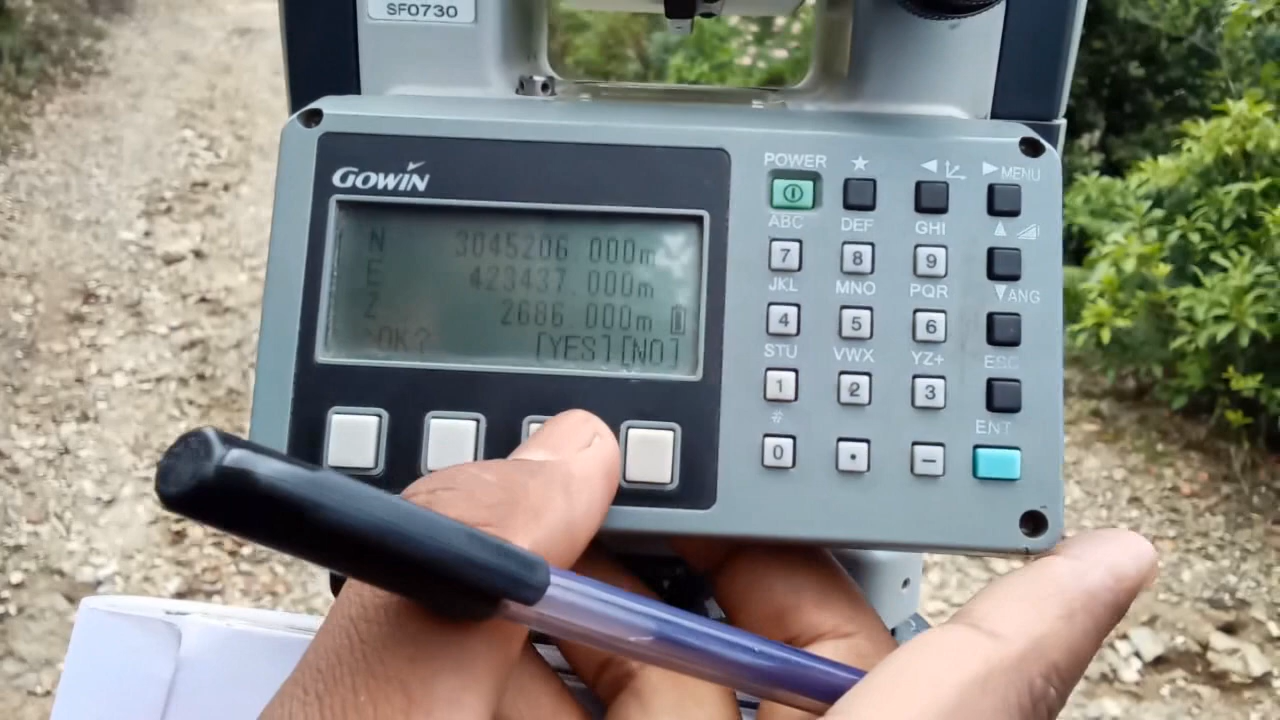 SF0730
GOWIN
N 3045206 000m
E 423437.000m
Z 2686.000m
>OK? [YES][NO]
POWER ★ ◀ ▶ MENU
ABC DEF GHI ▲
7 8 9
JKL MNO PQR ▼ ANG
4 5 6
STU VWX YZ+ ESC
1 2 3
# ENT
0 • −